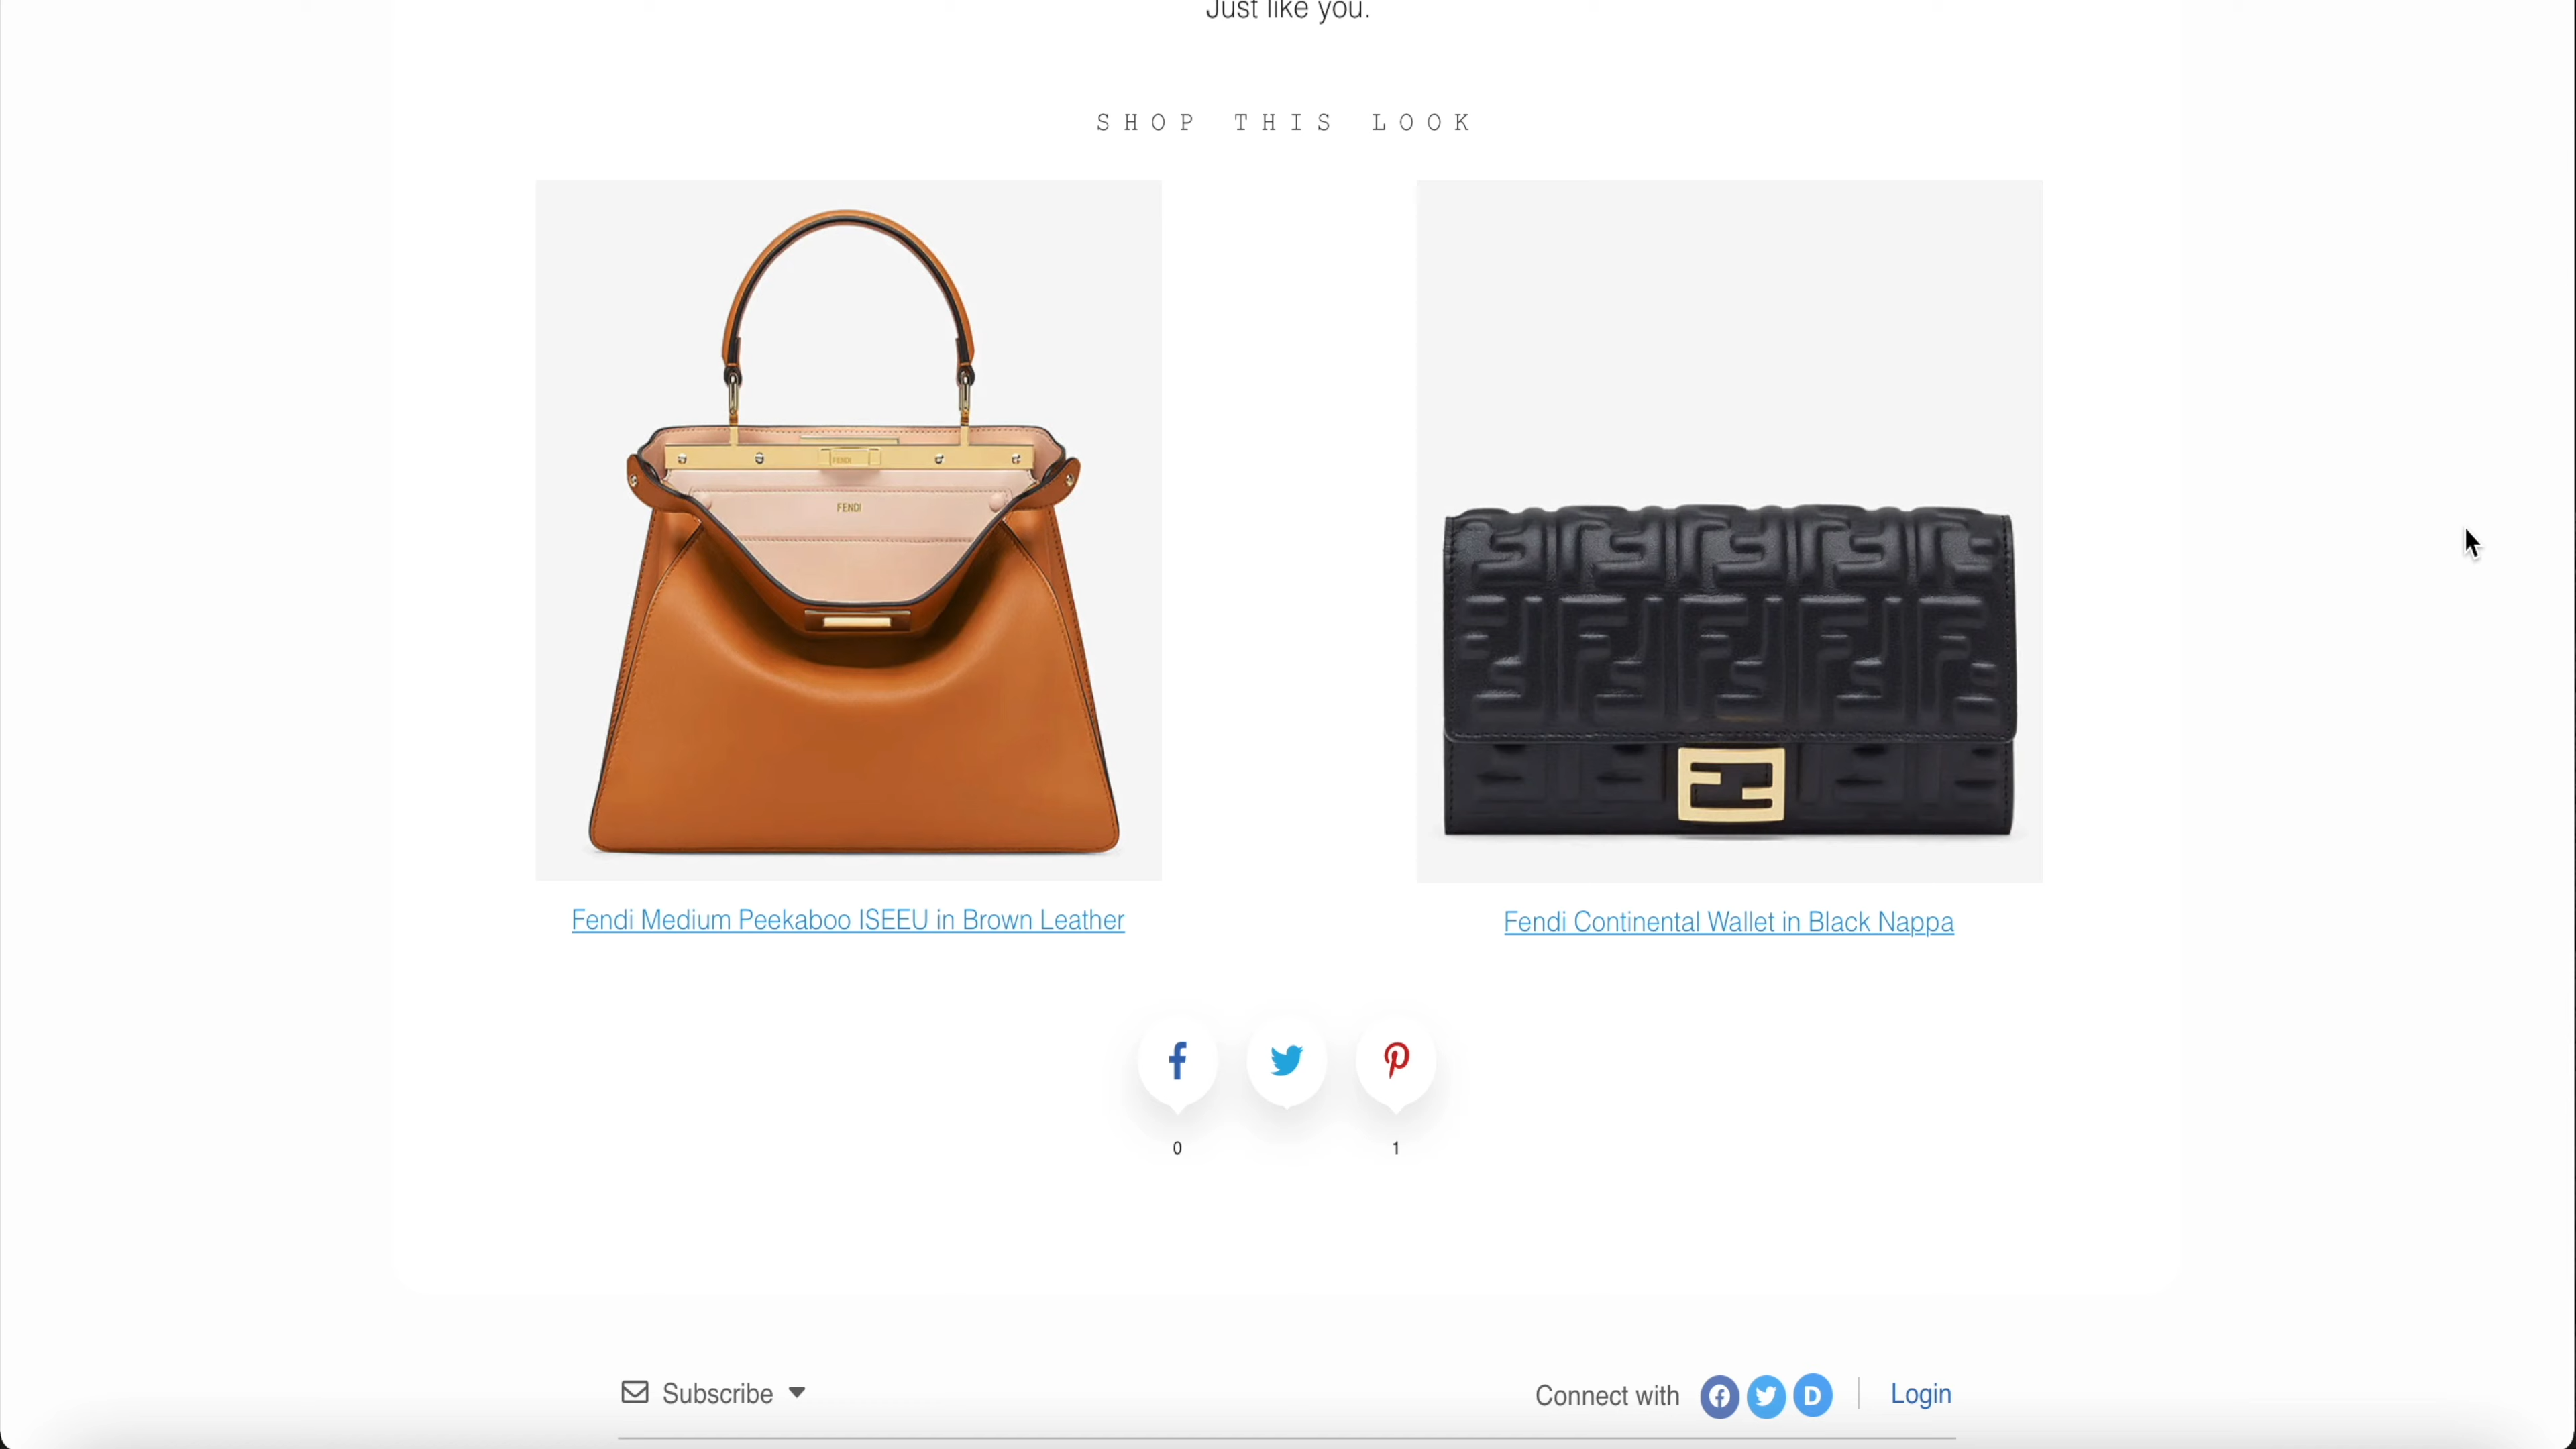 Just like you.
SHOP THIS LOOK
FENDI
FENDI
Fendi Medium Peekaboo ISEEU in Brown Leather
Fendi Continental Wallet in Black Nappa
0
1
Subscribe
Connect with
D
Login